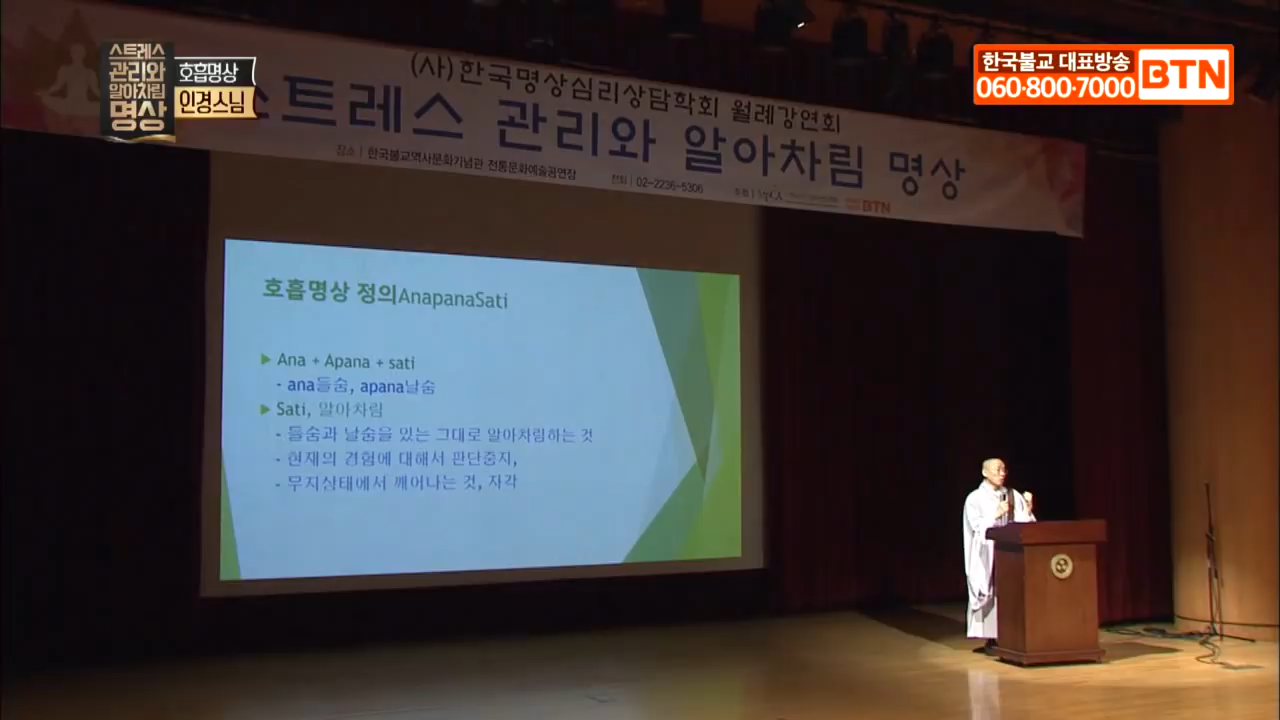 스트레스
관리와
알아차림
명상
호흡명상
인경스님
한국불교 대표방송
060·800·7000
BTN
(사)한국명상심리상담학회 월례강연회
스트레스 관리와 알아차림 명상
장소 | 한국불교역사문화기념관 전통문화예술공연장 전화 | 02-2236-5306
BTN
호흡명상 정의AnapanaSati
▶ Ana + Apana + sati
- ana들숨, apana날숨
▶ Sati, 알아차림
- 들숨과 날숨을 있는 그대로 알아차림하는 것
- 현재의 경험에 대해서 판단중지,
- 무지상태에서 깨어나는 것, 자각